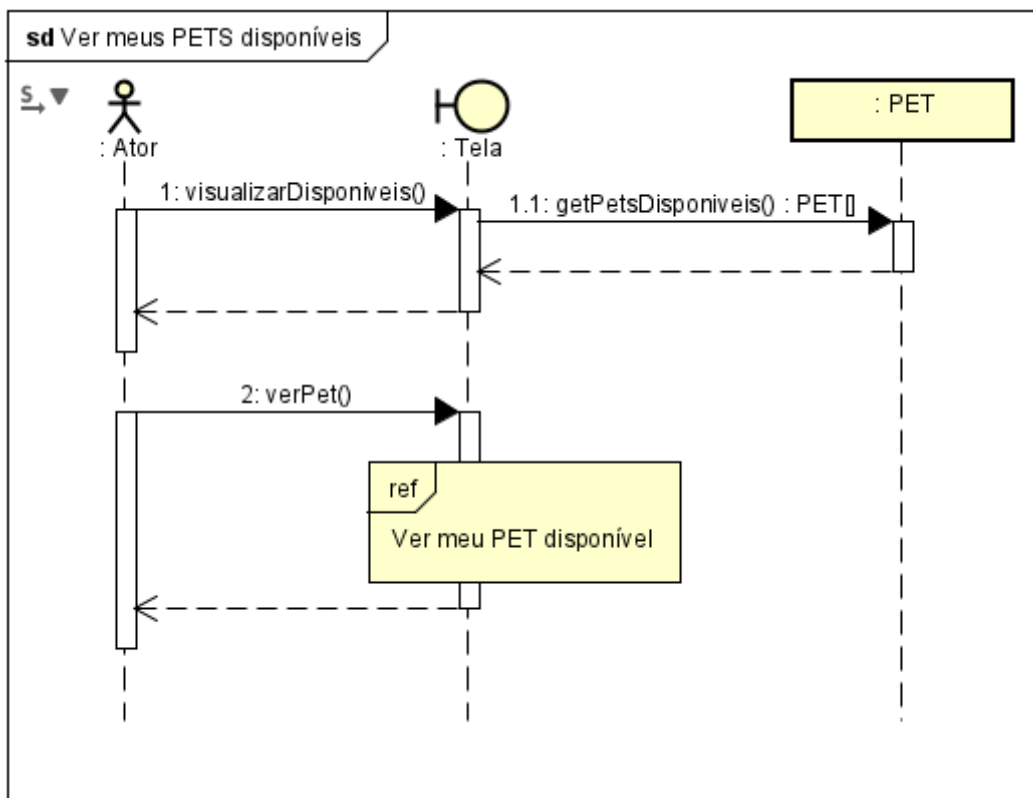 sd Ver meus PETS disponíveis
S
: Ator
: Tela
: PET
1: visualizarDisponiveis()
1.1: getPetsDisponiveis() : PET[]
2: verPet()
ref
Ver meu PET disponível